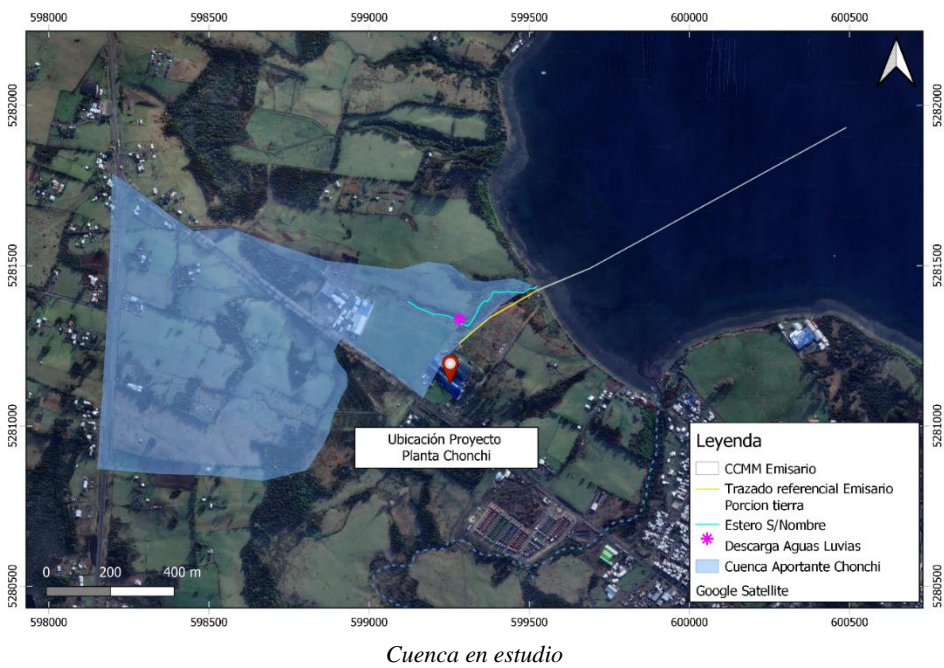 598000 598500 599000 599500 600000 600500
5282000 5282000
5281500 5281500
5281000 5281000
5280500 5280500
Ubicación Proyecto
Planta Chonchi
Leyenda
CCMM Emisario
Trazado referencial Emisario
Porcion tierra
Estero S/Nombre
Descarga Aguas Luvias
Cuenca Aportante Chonchi
Google Satellite
0 200 400 m
598000 598500 599000 599500 600000 600500
Cuenca en estudio